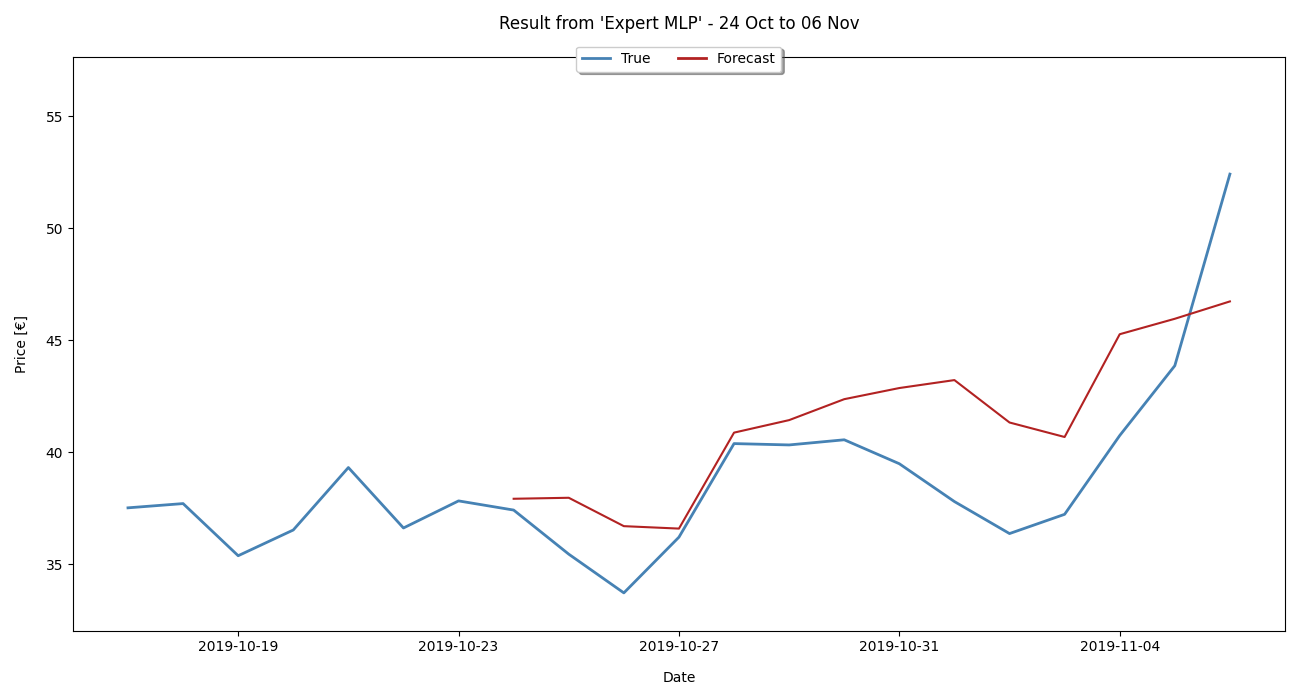 Result from 'Expert MLP' - 24 Oct to 06 Nov
True Forecast
Price [€]
55
50
45
40
35
2019-10-19 2019-10-23 2019-10-27 2019-10-31 2019-11-04
Date